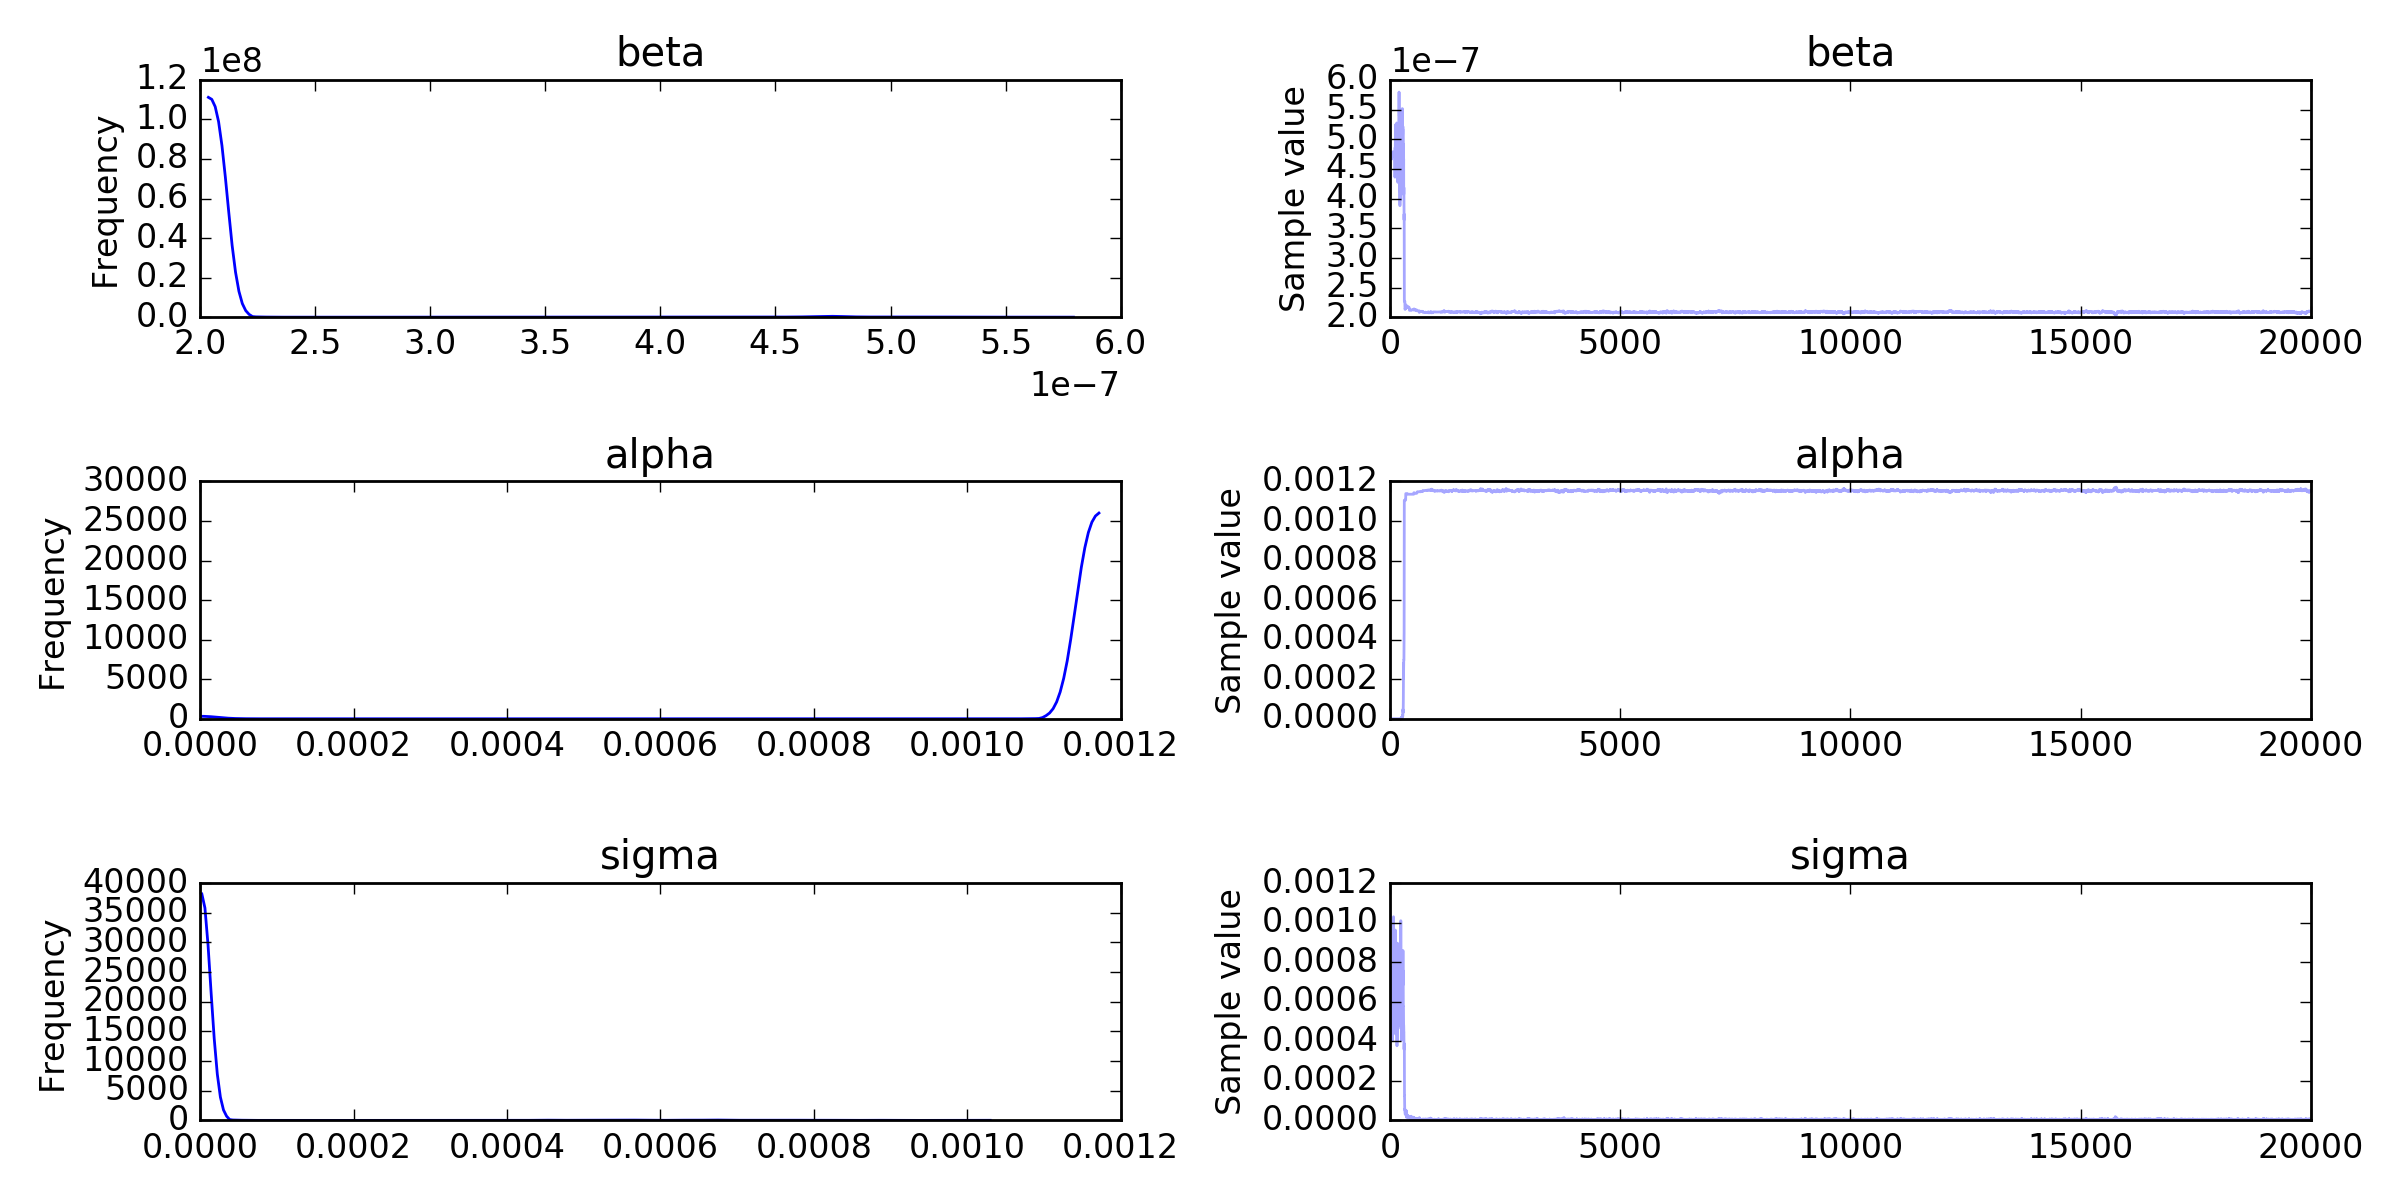 beta
1e8
Frequency
1.2
1.0
0.8
0.6
0.4
0.2
0.0
2.0 2.5 3.0 3.5 4.0 4.5 5.0 5.5 6.0
1e−7
beta
1e−7
Sample value
6.0
5.5
5.0
4.5
4.0
3.5
3.0
2.5
2.0
0 5000 10000 15000 20000
alpha
Frequency
30000
25000
20000
15000
10000
5000
0
0.0000 0.0002 0.0004 0.0006 0.0008 0.0010 0.0012
alpha
Sample value
0.0012
0.0010
0.0008
0.0006
0.0004
0.0002
0.0000
0 5000 10000 15000 20000
sigma
Frequency
40000
35000
30000
25000
20000
15000
10000
5000
0
0.0000 0.0002 0.0004 0.0006 0.0008 0.0010 0.0012
sigma
Sample value
0.0012
0.0010
0.0008
0.0006
0.0004
0.0002
0.0000
0 5000 10000 15000 20000